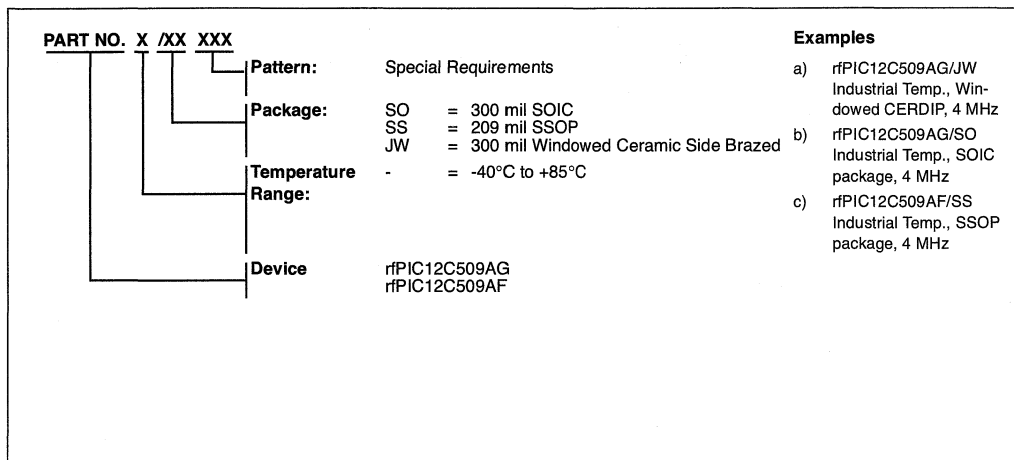 PART NO. X /XX XXX
Pattern: Special Requirements
Package: SO = 300 mil SOIC
SS = 209 mil SSOP
JW = 300 mil Windowed Ceramic Side Brazed
Temperature - = -40°C to +85°C
Range:
Device rfPIC12C509AG
rfPIC12C509AF
Examples
a) rfPIC12C509AG/JW
Industrial Temp., Win-
dowed CERDIP, 4 MHz
b) rfPIC12C509AG/SO
Industrial Temp., SOIC
package, 4 MHz
c) rfPIC12C509AF/SS
Industrial Temp., SSOP
package, 4 MHz